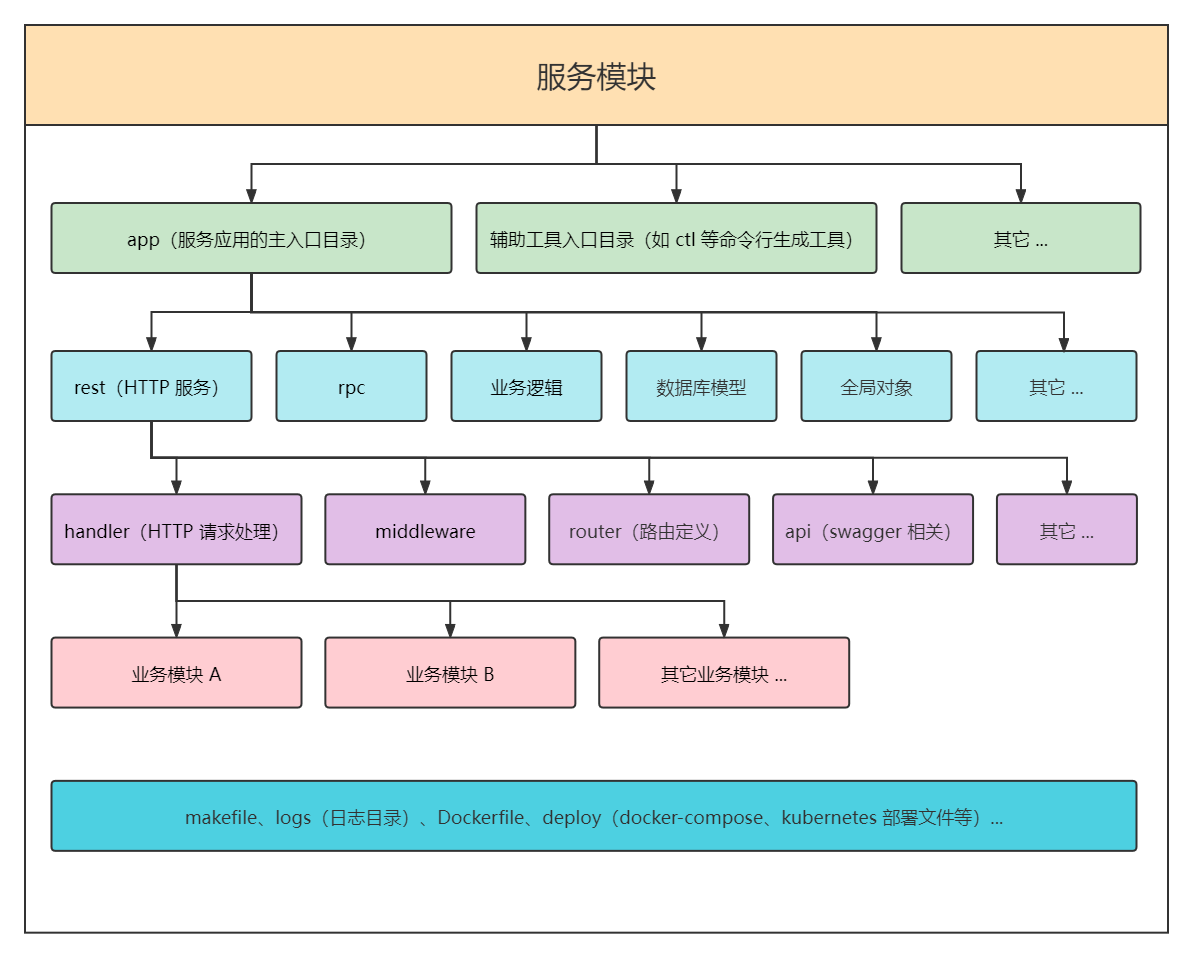 服务模块
app（服务应用的主入口目录）
辅助工具入口目录（如 ctl 等命令行生成工具）
其它 ...
rest（HTTP 服务）
rpc
业务逻辑
数据库模型
全局对象
其它 ...
handler（HTTP 请求处理）
middleware
router（路由定义）
api（swagger 相关）
其它 ...
业务模块 A
业务模块 B
其它业务模块 ...
makefile、logs（日志目录）、Dockerfile、deploy（docker-compose、kubernetes 部署文件等）...